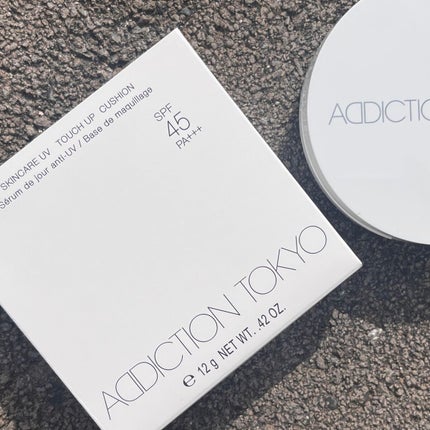 SKINCARE UV TOUCH UP CUSHION
Sérum de jour anti-UV / Base de maquillage
SPF
45
PA+++
ADDICTION TOKYO
e 12 g NET WT. .42 OZ.
ADDICTION